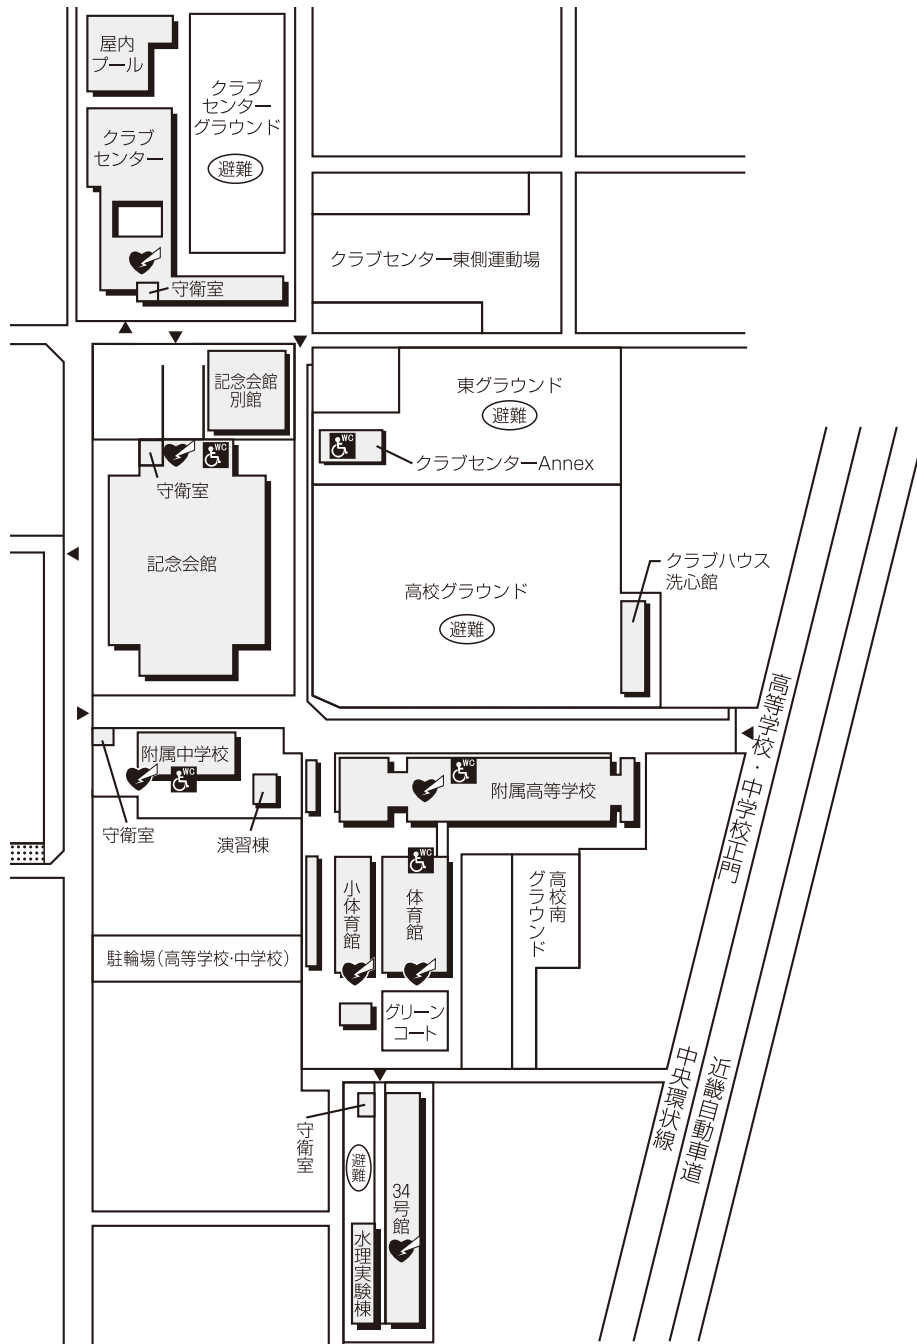 屋内
プール
クラブ
センター
グラウンド
避難
クラブ
センター
守衛室
クラブセンター東側運動場
記念会館
別館
東グラウンド
避難
WC
クラブセンターAnnex
WC
守衛室
記念会館
高校グラウンド
避難
クラブハウス
洗心館
高等学校・中学校正門
附属中学校
WC
守衛室
演習棟
WC
附属高等学校
WC
小体育館
体育館
高校南
グラウンド
駐輪場(高等学校・中学校)
グリーン
コート
中央環状線
近畿自動車道
守衛室
避難
34号館
水理実験棟